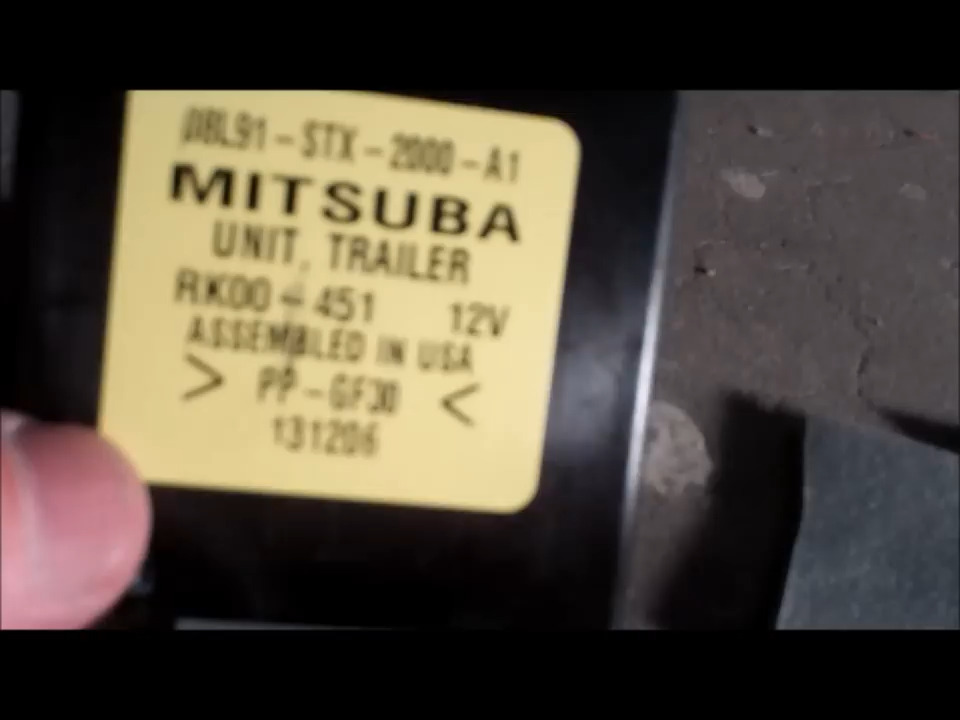 08L91-STX-2000-A1
MITSUBA
UNIT, TRAILER
RK00-451 12V
ASSEMBLED IN USA
> PP-GF30 <
131206